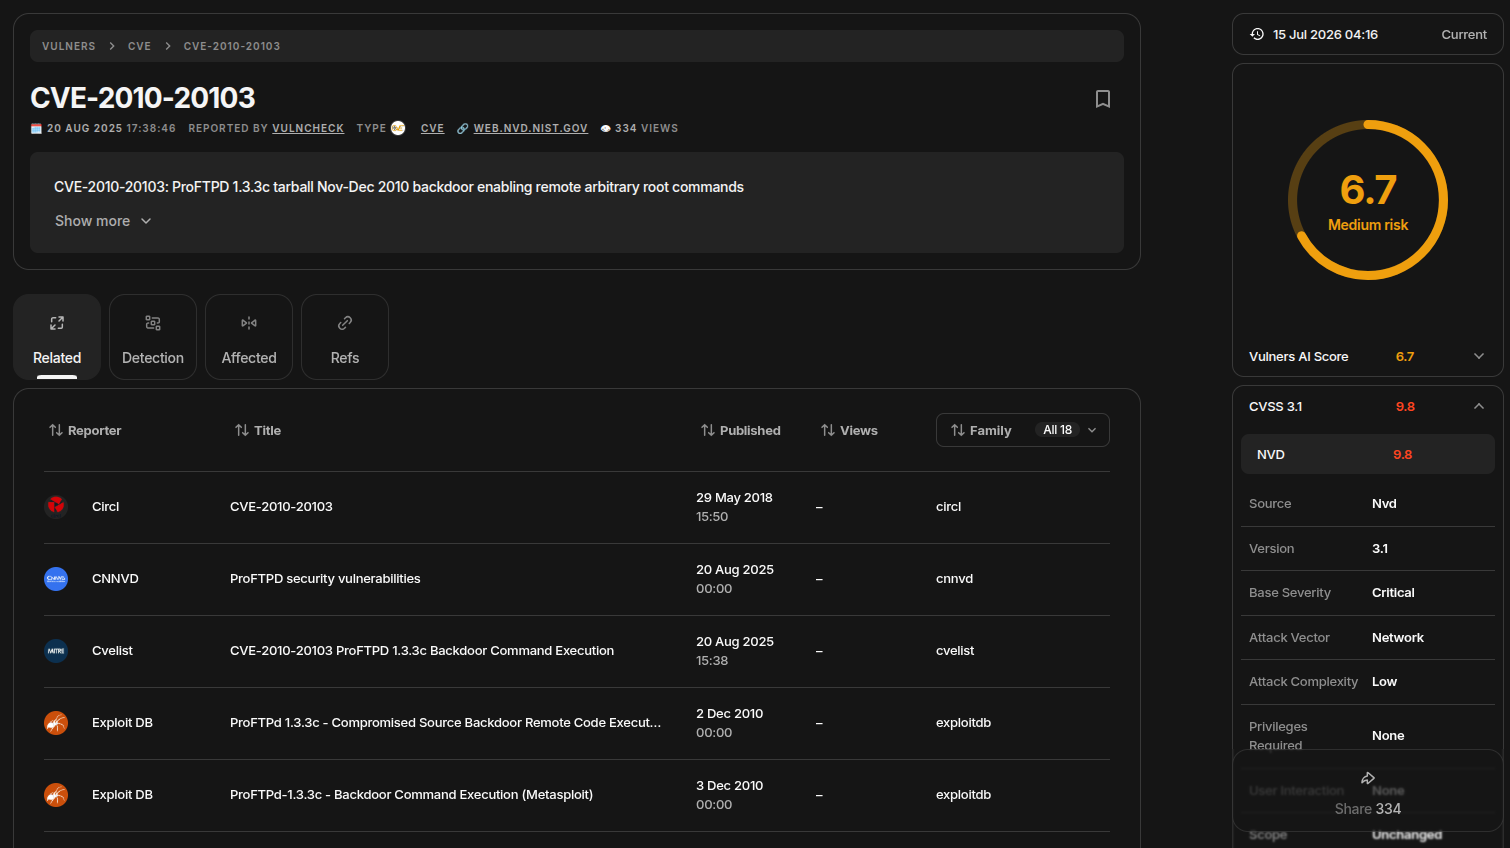 VULNERS > CVE > CVE-2010-20103
CVE-2010-20103
20 AUG 2025 17:38:46 REPORTED BY VULNCHECK TYPE CVE WEB.NVD.NIST.GOV 334 VIEWS
CVE-2010-20103: ProFTPD 1.3.3c tarball Nov-Dec 2010 backdoor enabling remote arbitrary root commands
Show more
Related
Detection
Affected
Refs
Reporter Title Published Views Family All 18
Circl CVE-2010-20103 29 May 2018 15:50 – circl
CNNVD ProFTPD security vulnerabilities 20 Aug 2025 00:00 – cnnvd
MITRE Cvelist CVE-2010-20103 ProFTPD 1.3.3c Backdoor Command Execution 20 Aug 2025 15:38 – cvelist
Exploit DB ProFTPd 1.3.3c - Compromised Source Backdoor Remote Code Execut... 2 Dec 2010 00:00 – exploitdb
Exploit DB ProFTPd-1.3.3c - Backdoor Command Execution (Metasploit) 3 Dec 2010 00:00 – exploitdb
15 Jul 2026 04:16 Current
6.7
Medium risk
Vulners AI Score 6.7
CVSS 3.1 9.8
NVD 9.8
Source Nvd
Version 3.1
Base Severity Critical
Attack Vector Network
Attack Complexity Low
Privileges Required None
User Interaction None
Share 334
Scope Unchanged